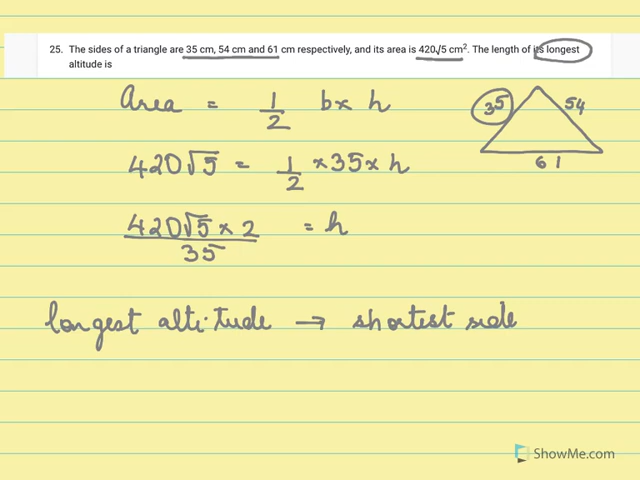 25. The sides of a triangle are 35 cm, 54 cm and 61 cm respectively, and its area is 420√5 cm². The length of its longest
altitude is
Area = 1/2 b× h
35 54
420√5 = 1/2 ×35× h
61
420√5 × 2 / 35 = h
longest altitude → shortest side
ShowMe.com